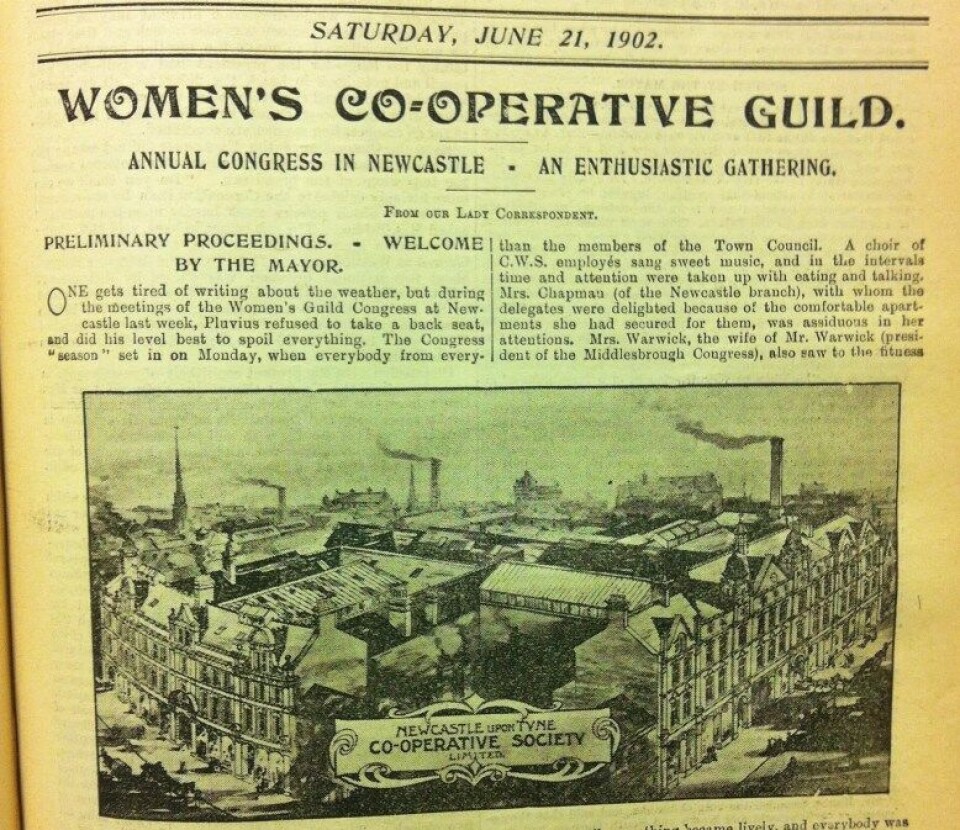 SATURDAY, JUNE 21, 1902.
WOMEN'S CO-OPERATIVE GUILD.
ANNUAL CONGRESS IN NEWCASTLE - AN ENTHUSIASTIC GATHERING.
FROM OUR LADY CORRESPONDENT.
PRELIMINARY PROCEEDINGS. - WELCOME
BY THE MAYOR.
ONE gets tired of writing about the weather, but during
the meetings of the Women's Guild Congress at New-
castle last week, Pluvius refused to take a back seat,
and did his level best to spoil everything. The Congress
"season" set in on Monday, when everybody from every-
than the members of the Town Council. A choir of
C.W.S. employés sang sweet music, and in the intervals
time and attention were taken up with eating and talking.
Mrs. Chapman (of the Newcastle branch), with whom the
delegates were delighted because of the comfortable apart-
ments she had secured for them, was assiduous in her
attentions. Mrs. Warwick, the wife of Mr. Warwick (presi-
dent of the Middlesbrough Congress), also saw to the fitness
NEWCASTLE UPON TYNE
CO-OPERATIVE SOCIETY
LIMITED.
thing became lively, and everybody was